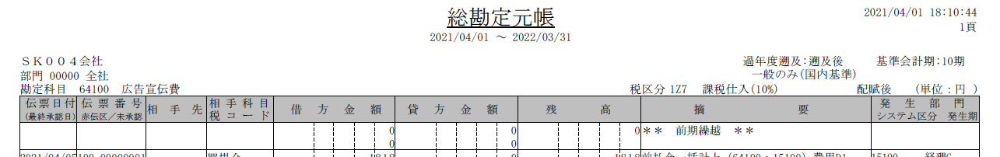 総勘定元帳
2021/04/01 18:10:44
1頁
2021/04/01 ～ 2022/03/31
ＳＫ００４会社 過年度遡及:遡及後 基準会計期:10期
部門 00000 全社 一般のみ(国内基準)
勘定科目 64100 広告宣伝費 税区分 177 課税仕入(10%) 配賦後 (単位：円 )
伝票日付 伝票番号 相手先 相手科目 借方金額 貸方金額 残高 摘要 発生部門
(最終承認日) 赤伝区／未承認 税コード システム区分 発生期
0 0 0 ＊＊ 前期繰越 ＊＊
0 0